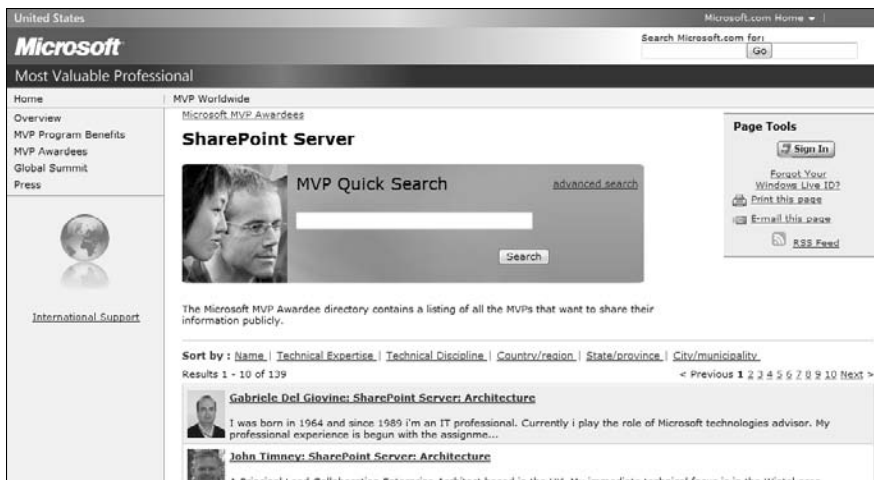 United States
Microsoft.com Home
Microsoft
Search Microsoft.com for:
Go
Most Valuable Professional
Home
MVP Worldwide
Overview
MVP Program Benefits
MVP Awardees
Global Summit
Press
International Support
Microsoft MVP Awardees
SharePoint Server
MVP Quick Search
advanced search
Search
Page Tools
Sign In
Forgot Your
Windows Live ID?
Print this page
E-mail this page
RSS Feed
The Microsoft MVP Awardee directory contains a listing of all the MVPs that want to share their
information publicly.
Sort by : Name | Technical Expertise | Technical Discipline | Country/region | State/province | City/municipality
Results 1 - 10 of 139
< Previous 1 2 3 4 5 6 7 8 9 10 Next >
Gabriele Del Giovine: SharePoint Server: Architecture
I was born in 1964 and since 1989 i'm an IT professional. Currently i play the role of Microsoft technologies advisor. My
professional experience is begun with the assignme...
John Timney: SharePoint Server: Architecture